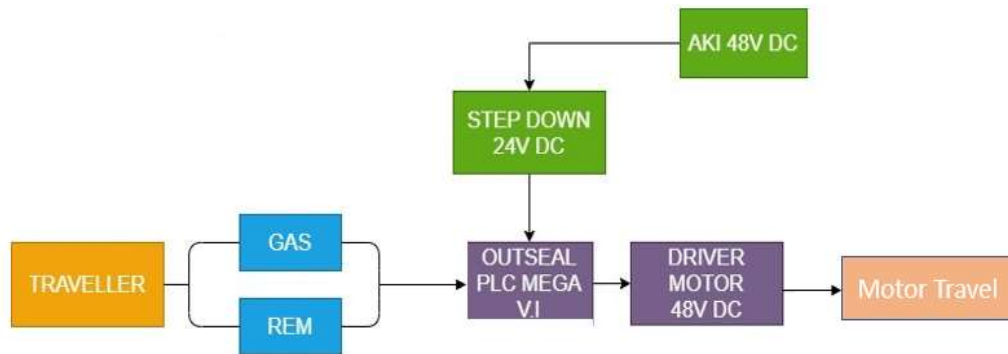 AKI 48V DC
STEP DOWN
24V DC
GAS
TRAVELLER
REM
OUTSEAL
PLC MEGA
V.I
DRIVER
MOTOR
48V DC
Motor Travel